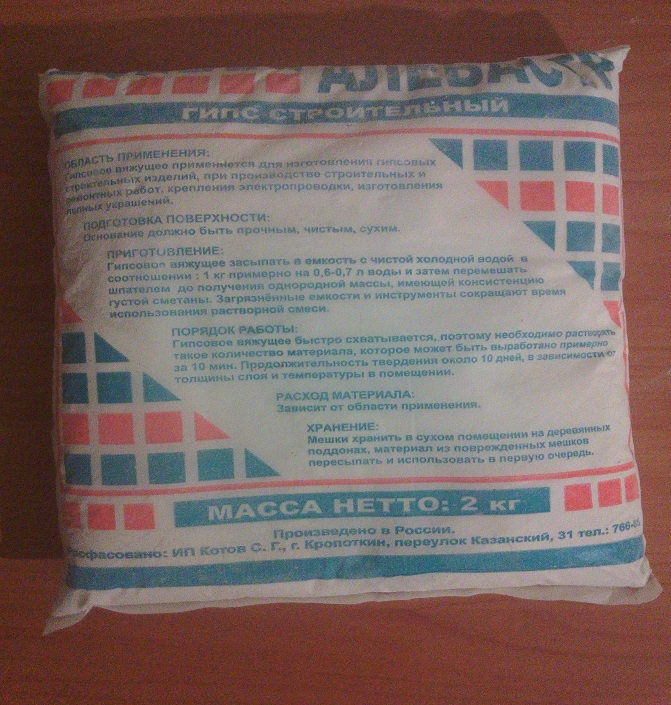 АЛЕБАСТР
ГИПС СТРОИТЕЛЬНЫЙ
ОБЛАСТЬ ПРИМЕНЕНИЯ:
Гипсовое вяжущее применяется для изготовления гипсовых
строительных изделий, при производстве строительных и
ремонтных работ, крепления электропроводки, изготовления
лепных украшений.
ПОДГОТОВКА ПОВЕРХНОСТИ:
Основание должно быть прочным, чистым, сухим.
ПРИГОТОВЛЕНИЕ:
Гипсовое вяжущее засыпать в емкость с чистой холодной водой в
соотношении : 1 кг примерно на 0,6-0,7 л воды и затем перемешать
шпателем до получения однородной массы, имеющей консистенцию
густой сметаны. Загрязнённые емкости и инструменты сокращают время
использования растворной смеси.
ПОРЯДОК РАБОТЫ:
Гипсовое вяжущее быстро схватывается, поэтому необходимо растворять
такое количество материала, которое может быть выработано примерно
за 10 мин. Продолжительность твердения около 10 дней, в зависимости от
толщины слоя и температуры в помещении.
РАСХОД МАТЕРИАЛА:
Зависит от области применения.
ХРАНЕНИЕ:
Мешки хранить в сухом помещении на деревянных
поддонах, материал из поврежденных мешков
пересыпать и использовать в первую очередь.
МАССА НЕТТО: 2 кг
Произведено в России.
Расфасовано: ИП Котов С. Г., г. Кропоткин, переулок Казанский, 31 тел.: 766-